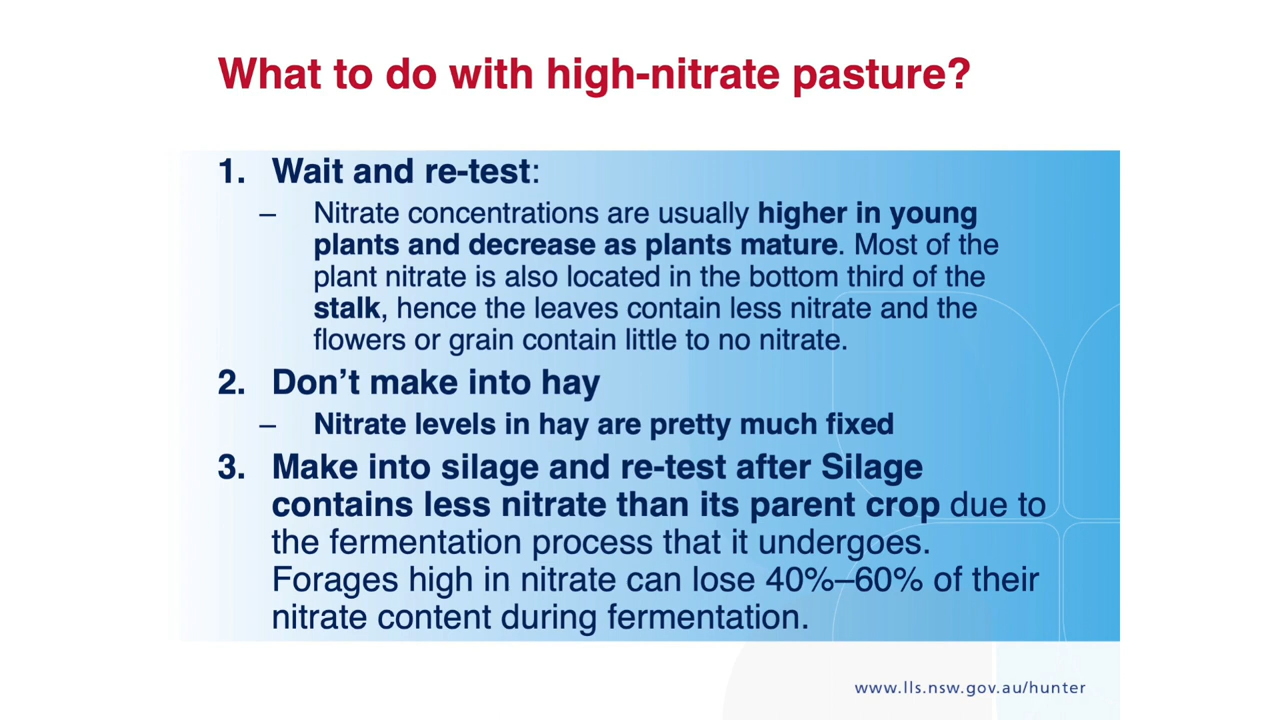 What to do with high-nitrate pasture?
1. Wait and re-test:
– Nitrate concentrations are usually higher in young
plants and decrease as plants mature. Most of the
plant nitrate is also located in the bottom third of the
stalk, hence the leaves contain less nitrate and the
flowers or grain contain little to no nitrate.
2. Don’t make into hay
– Nitrate levels in hay are pretty much fixed
3. Make into silage and re-test after Silage
contains less nitrate than its parent crop due to
the fermentation process that it undergoes.
Forages high in nitrate can lose 40%–60% of their
nitrate content during fermentation.
www.lls.nsw.gov.au/hunter